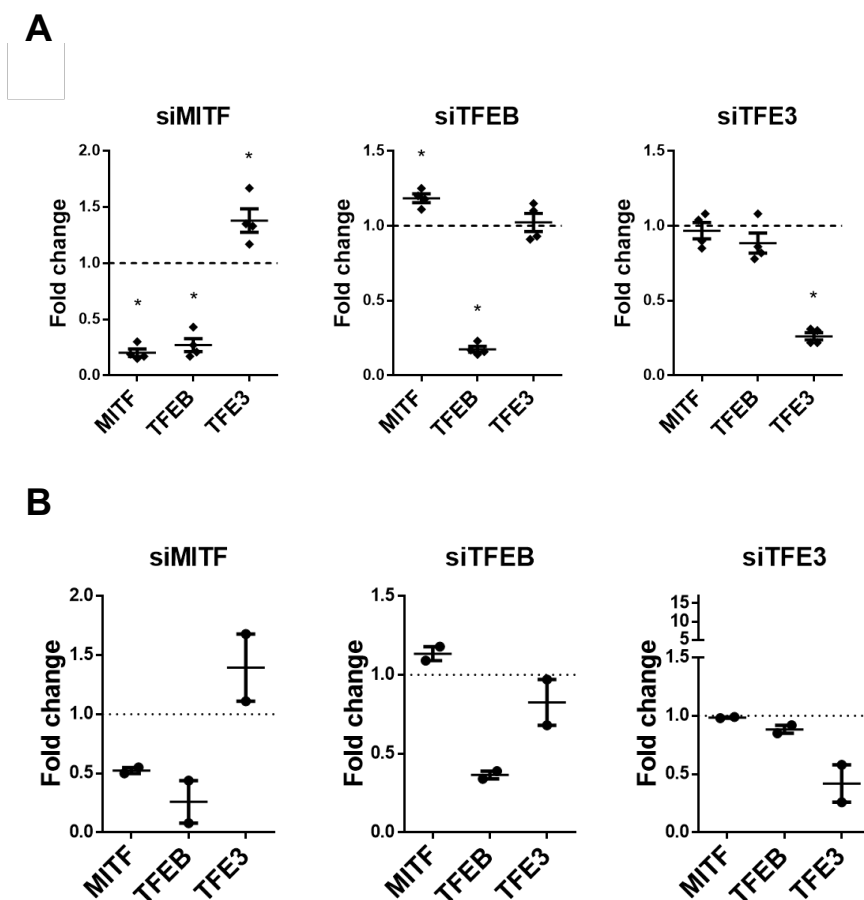 A
siMITF
siTFEB
siTFE3
Fold change
2.0
1.5
1.0
0.5
0.0
*
*
*
MITF
TFEB
TFE3
Fold change
1.5
1.0
0.5
0.0
*
*
MITF
TFEB
TFE3
Fold change
1.5
1.0
0.5
0.0
*
MITF
TFEB
TFE3
B
siMITF
siTFEB
siTFE3
Fold change
2.0
1.5
1.0
0.5
0.0
MITF
TFEB
TFE3
Fold change
1.5
1.0
0.5
0.0
MITF
TFEB
TFE3
Fold change
15
10
5
1.5
1.0
0.5
0.0
MITF
TFEB
TFE3